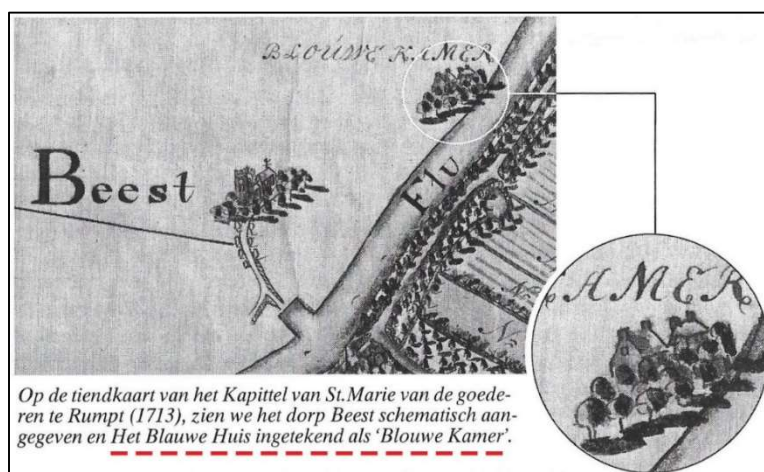 BLOUWE KAMER
Beest
Flu
KAMER
Op de tiendkaart van het Kapittel van St.Marie van de goede-
ren te Rumpt (1713), zien we het dorp Beest schematisch aan-
gegeven en Het Blauwe Huis ingetekend als ‘Blouwe Kamer’.